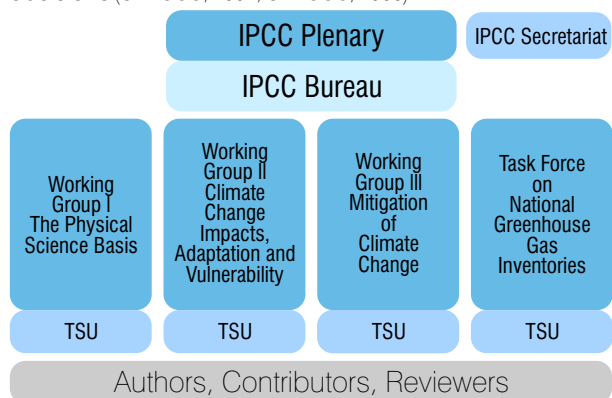 IPCC Plenary
IPCC Secretariat
IPCC Bureau
Working
Group I
The Physical
Science Basis
Working
Group II
Climate
Change
Impacts,
Adaptation and
Vulnerability
Working
Group III
Mitigation
of
Climate
Change
Task Force
on
National
Greenhouse
Gas
Inventories
TSU
TSU
TSU
TSU
Authors, Contributors, Reviewers